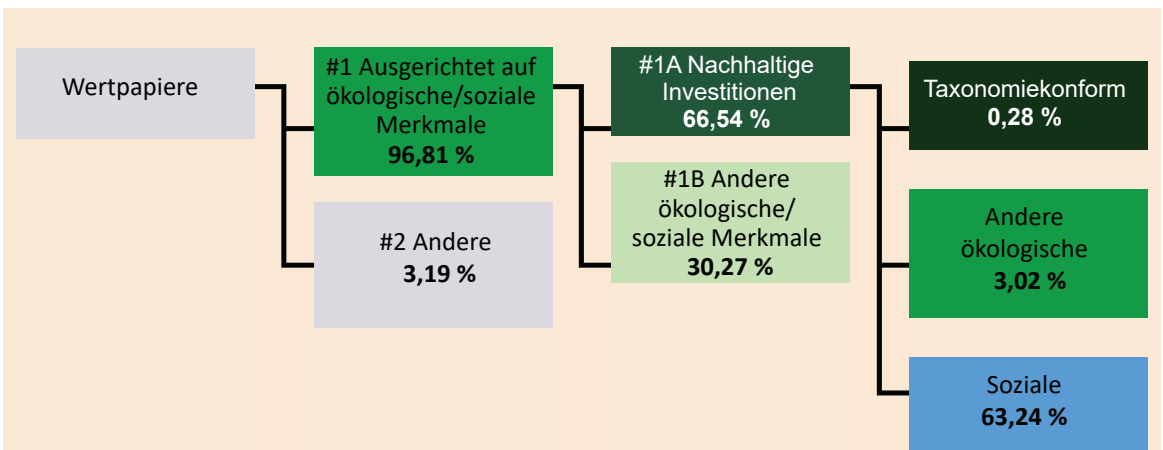 Wertpapiere
#1 Ausgerichtet auf
ökologische/soziale
Merkmale
96,81 %
#2 Andere
3,19 %
#1A Nachhaltige
Investitionen
66,54 %
#1B Andere
ökologische/
soziale Merkmale
30,27 %
Taxonomiekonform
0,28 %
Andere
ökologische
3,02 %
Soziale
63,24 %